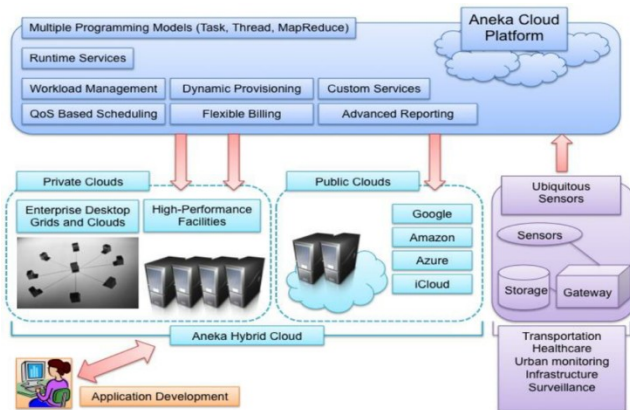 Multiple Programming Models (Task, Thread, MapReduce)
Aneka Cloud
Platform
Runtime Services
Workload Management
Dynamic Provisioning
Custom Services
QoS Based Scheduling
Flexible Billing
Advanced Reporting
Private Clouds
Enterprise Desktop
Grids and Clouds
High-Performance
Facilities
Public Clouds
Google
Amazon
Azure
iCloud
Aneka Hybrid Cloud
Ubiquitous
Sensors
Sensors
Storage
Gateway
Transportation
Healthcare
Urban monitoring
Infrastructure
Surveillance
Application Development